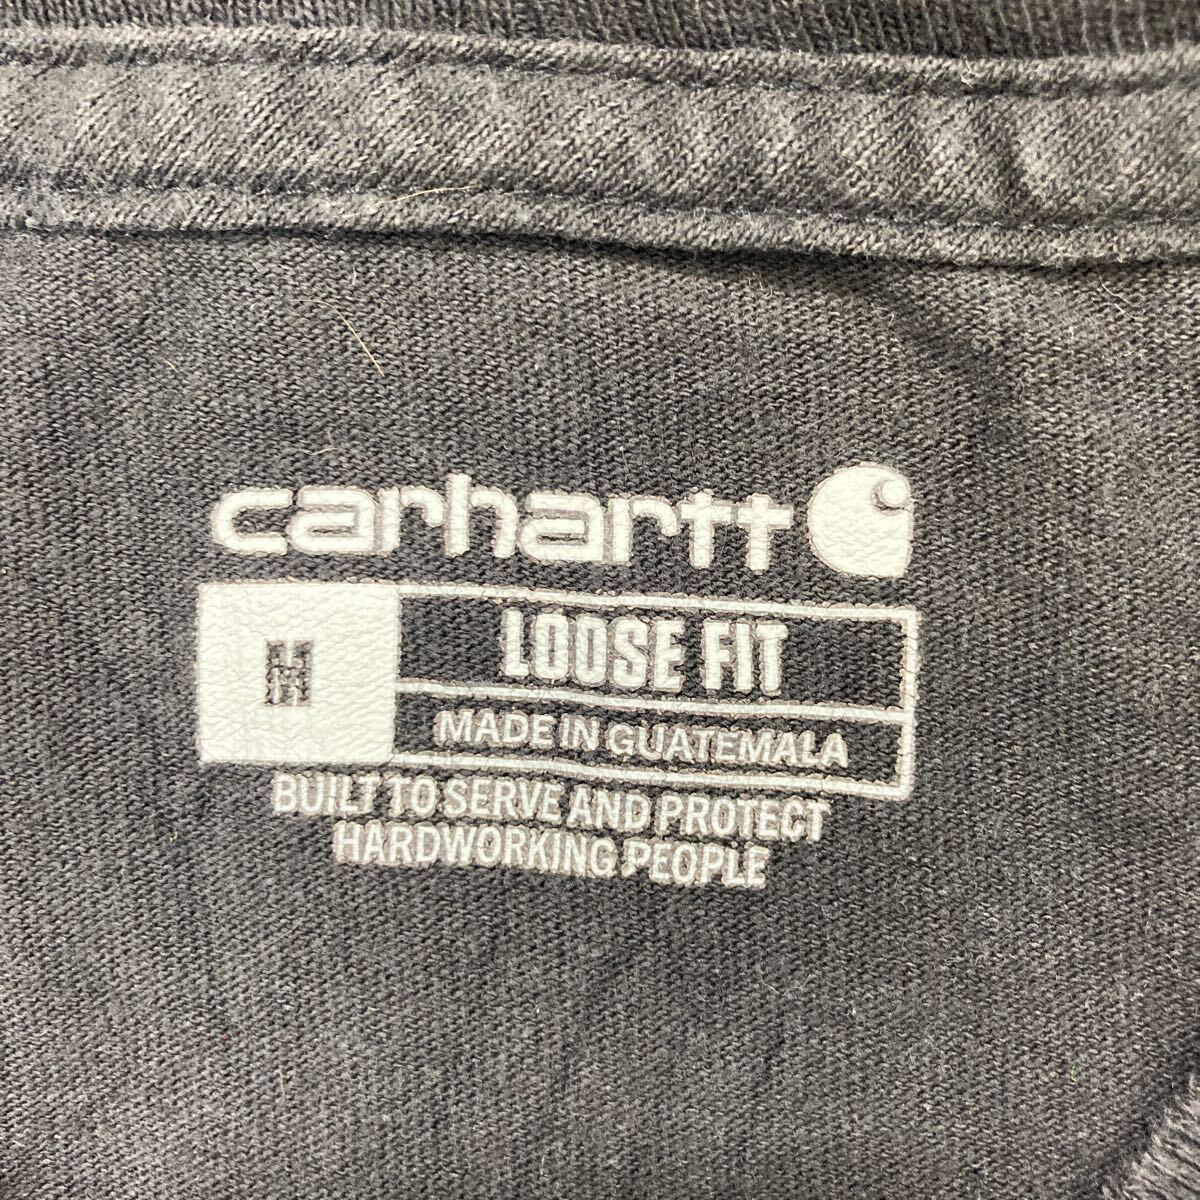 carhartt
M
LOOSE FIT
MADE IN GUATEMALA
BUILT TO SERVE AND PROTECT
HARDWORKING PEOPLE